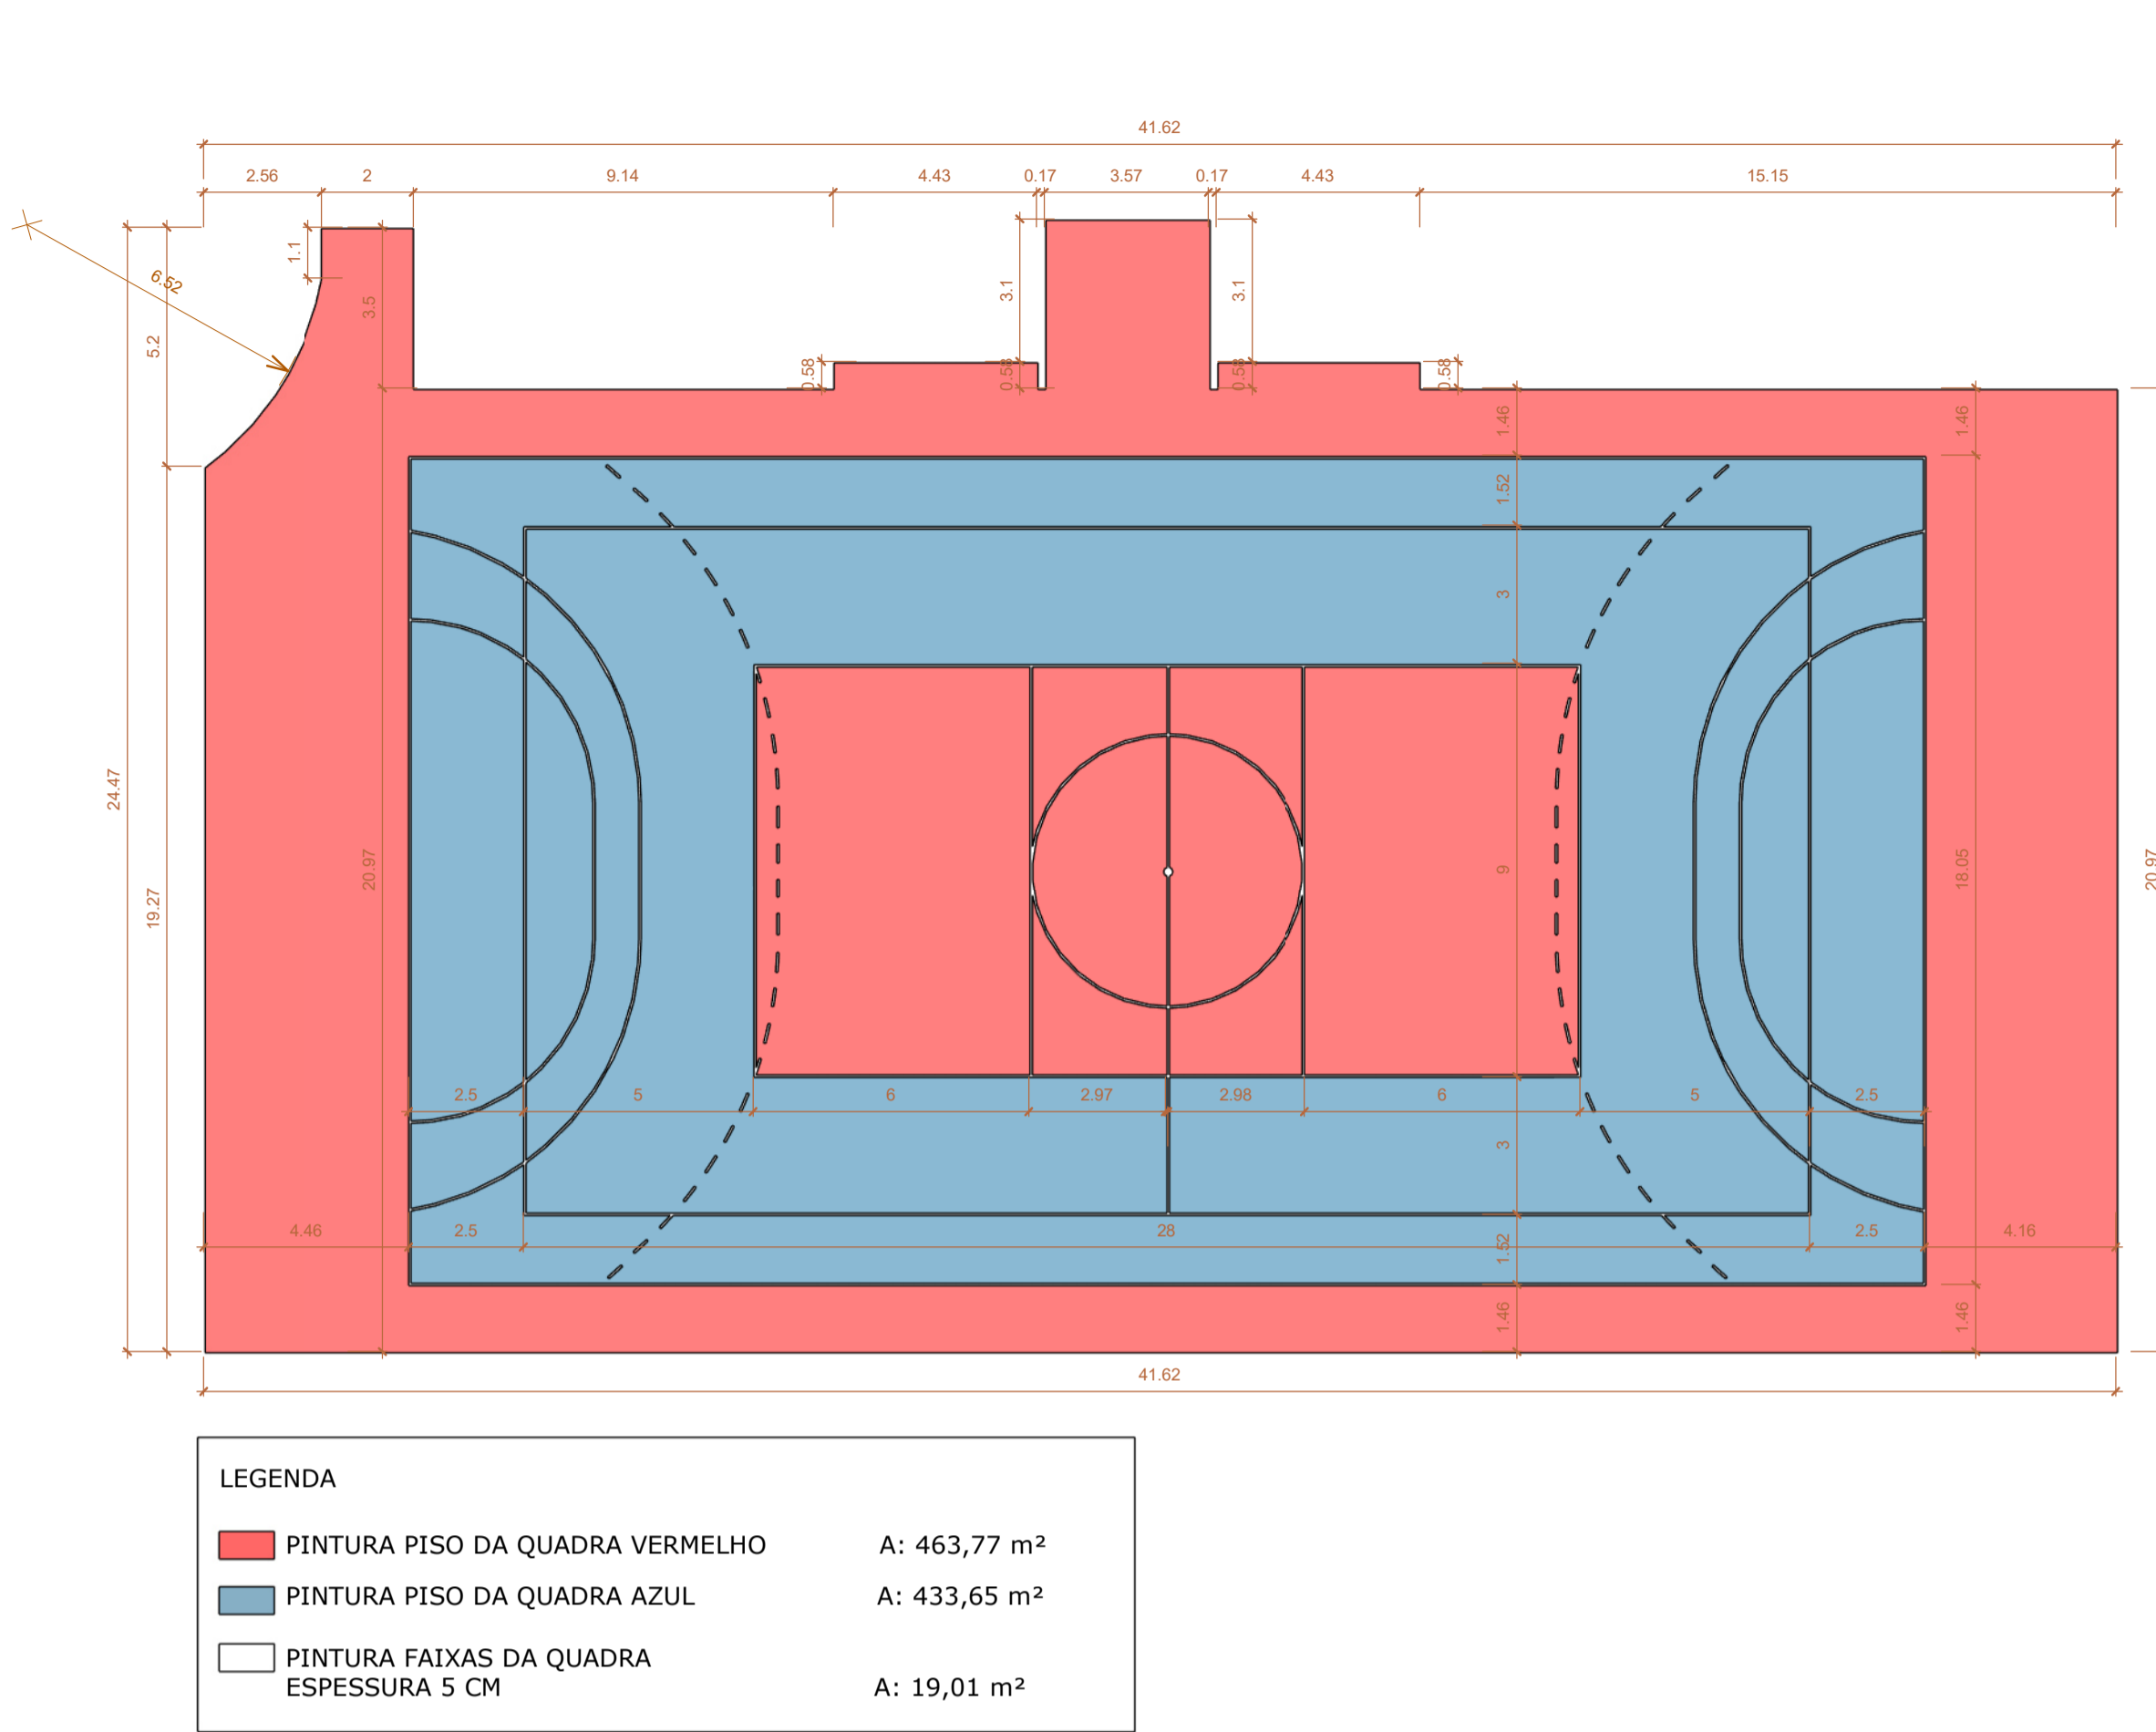 41.62
2.56 2 9.14 4.43 0.17 3.57 0.17 4.43 15.15
1.1
6.52
3.5
5.2
3.1 3.1
0.58 0.58 0.58 0.58
1.46 1.46
1.52
3
24.47
19.27
20.97
9
18.05
20.97
2.5 5 6 2.97 2.98 6 5 2.5
3
4.46 2.5 28 2.5 4.16
1.52
1.46 1.46
41.62
LEGENDA
PINTURA PISO DA QUADRA VERMELHO A: 463,77 m²
PINTURA PISO DA QUADRA AZUL A: 433,65 m²
PINTURA FAIXAS DA QUADRA
ESPESSURA 5 CM A: 19,01 m²